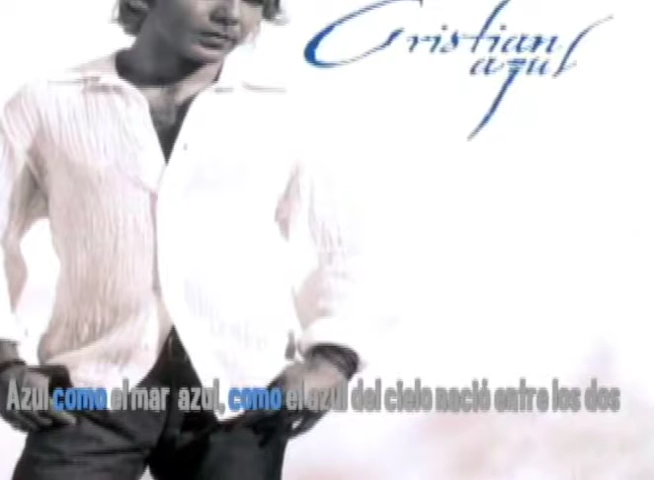 Cristian
azul
Azul como el mar azul, como el azul del cielo nació entre los dos